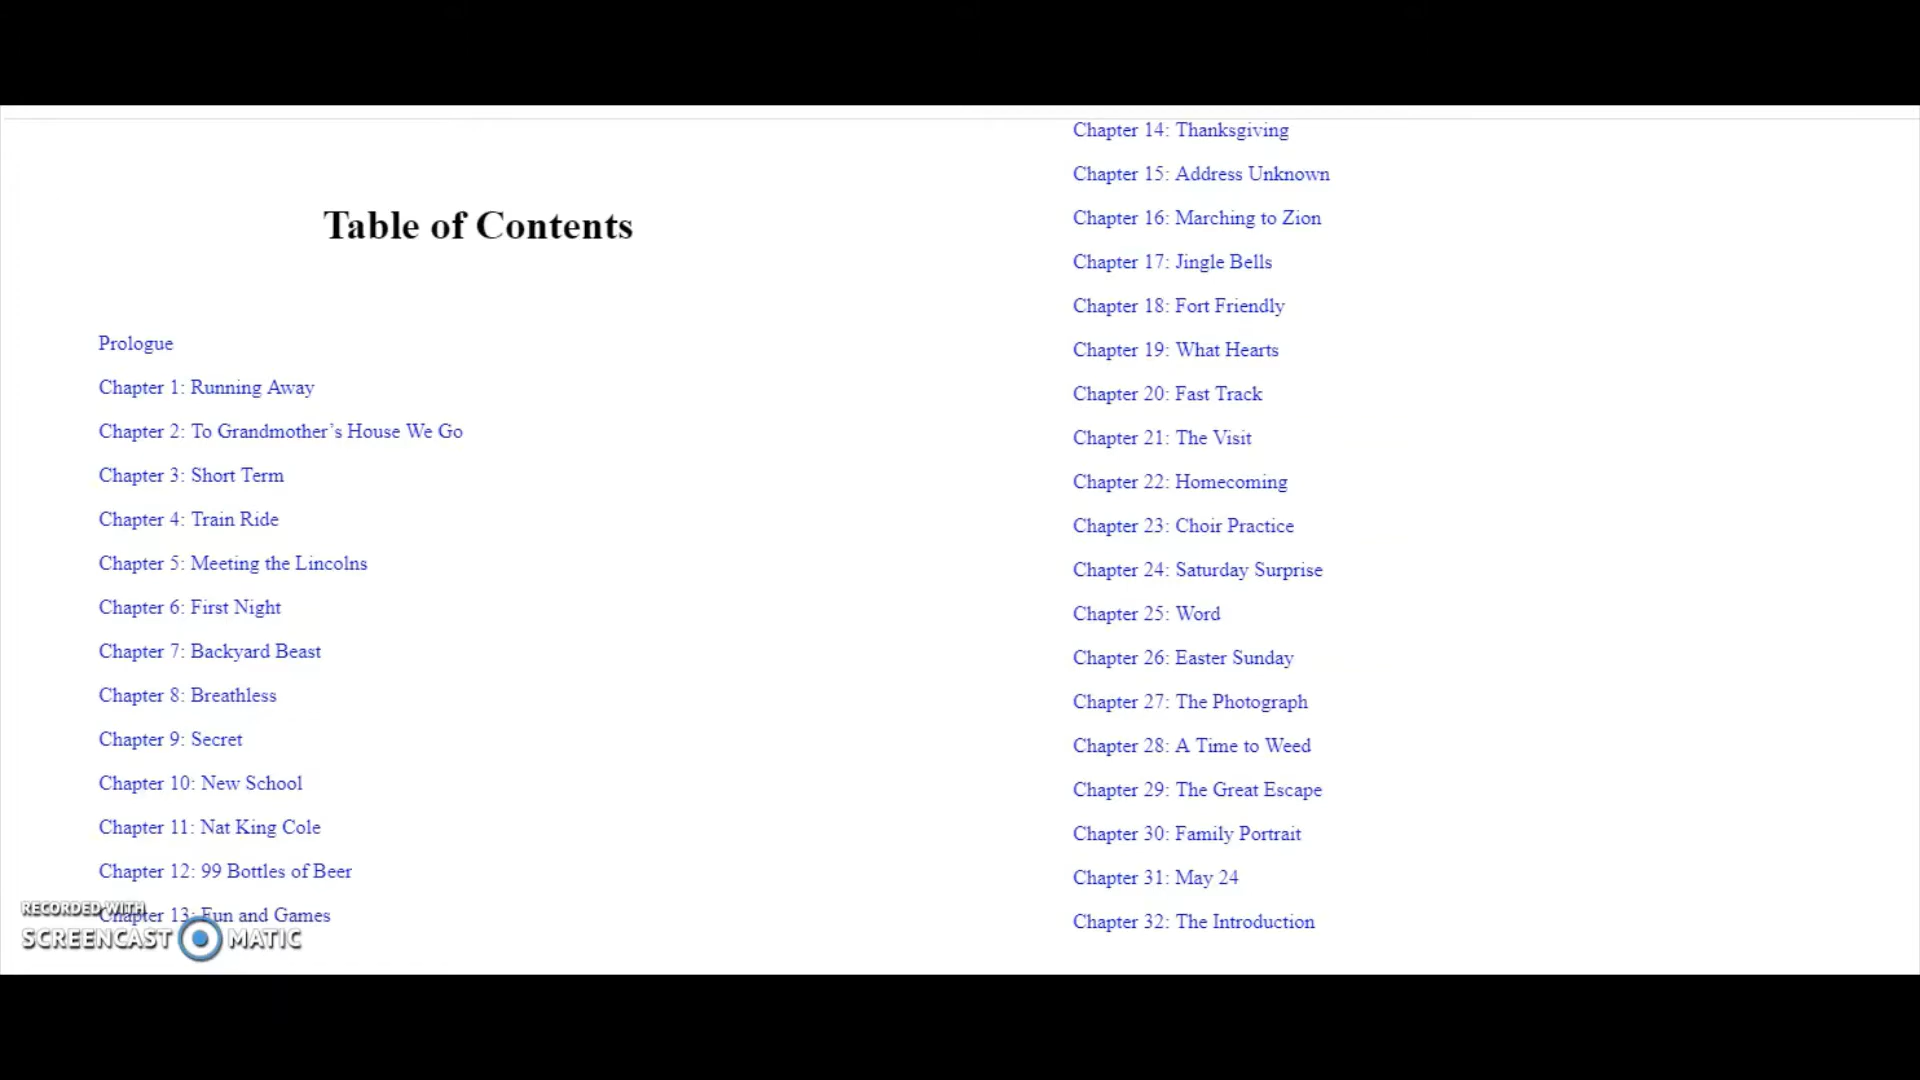 Table of Contents
Prologue
Chapter 1: Running Away
Chapter 2: To Grandmother’s House We Go
Chapter 3: Short Term
Chapter 4: Train Ride
Chapter 5: Meeting the Lincolns
Chapter 6: First Night
Chapter 7: Backyard Beast
Chapter 8: Breathless
Chapter 9: Secret
Chapter 10: New School
Chapter 11: Nat King Cole
Chapter 12: 99 Bottles of Beer
Chapter 13: Fun and Games
Chapter 14: Thanksgiving
Chapter 15: Address Unknown
Chapter 16: Marching to Zion
Chapter 17: Jingle Bells
Chapter 18: Fort Friendly
Chapter 19: What Hearts
Chapter 20: Fast Track
Chapter 21: The Visit
Chapter 22: Homecoming
Chapter 23: Choir Practice
Chapter 24: Saturday Surprise
Chapter 25: Word
Chapter 26: Easter Sunday
Chapter 27: The Photograph
Chapter 28: A Time to Weed
Chapter 29: The Great Escape
Chapter 30: Family Portrait
Chapter 31: May 24
Chapter 32: The Introduction
RECORDED WITH
SCREENCAST MATIC